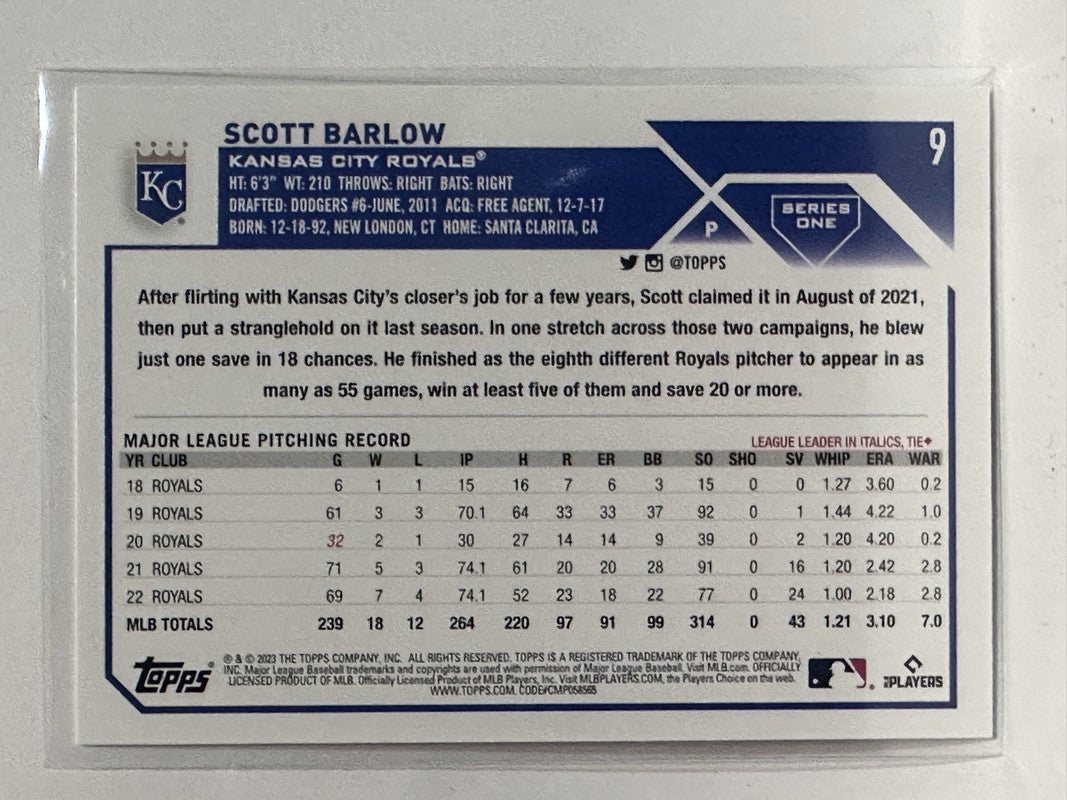 SCOTT BARLOW
9
KC
KANSAS CITY ROYALS®
HT: 6'3" WT: 210 THROWS: RIGHT BATS: RIGHT
DRAFTED: DODGERS #6-JUNE, 2011 ACQ: FREE AGENT, 12-7-17
BORN: 12-18-92, NEW LONDON, CT HOME: SANTA CLARITA, CA
P
SERIES
ONE
@TOPPS
After flirting with Kansas City's closer's job for a few years, Scott claimed it in August of 2021,
then put a stranglehold on it last season. In one stretch across those two campaigns, he blew
just one save in 18 chances. He finished as the eighth different Royals pitcher to appear in as
many as 55 games, win at least five of them and save 20 or more.
MAJOR LEAGUE PITCHING RECORD LEAGUE LEADER IN ITALICS, TIE♦
YR CLUB G W L IP H R ER BB SO SHO SV WHIP ERA WAR
18 ROYALS 6 1 1 15 16 7 6 3 15 0 0 1.27 3.60 0.2
19 ROYALS 61 3 3 70.1 64 33 33 37 92 0 1 1.44 4.22 1.0
20 ROYALS 32 2 1 30 27 14 14 9 39 0 2 1.20 4.20 0.2
21 ROYALS 71 5 3 74.1 61 20 20 28 91 0 16 1.20 2.42 2.8
22 ROYALS 69 7 4 74.1 52 23 18 22 77 0 24 1.00 2.18 2.8
MLB TOTALS 239 18 12 264 220 97 91 99 314 0 43 1.21 3.10 7.0
Topps®
® & © 2023 THE TOPPS COMPANY, INC. ALL RIGHTS RESERVED. TOPPS IS A REGISTERED TRADEMARK OF THE TOPPS COMPANY,
INC. Major League Baseball trademarks and copyrights are used with permission of Major League Baseball. Visit MLB.com. OFFICIALLY
LICENSED PRODUCT OF MLB. Officially Licensed Product of MLB Players, Inc. Visit MLBPLAYERS.COM, the Players Choice on the web.
WWW.TOPPS.COM. CODE#CMP058565
PLAYERS